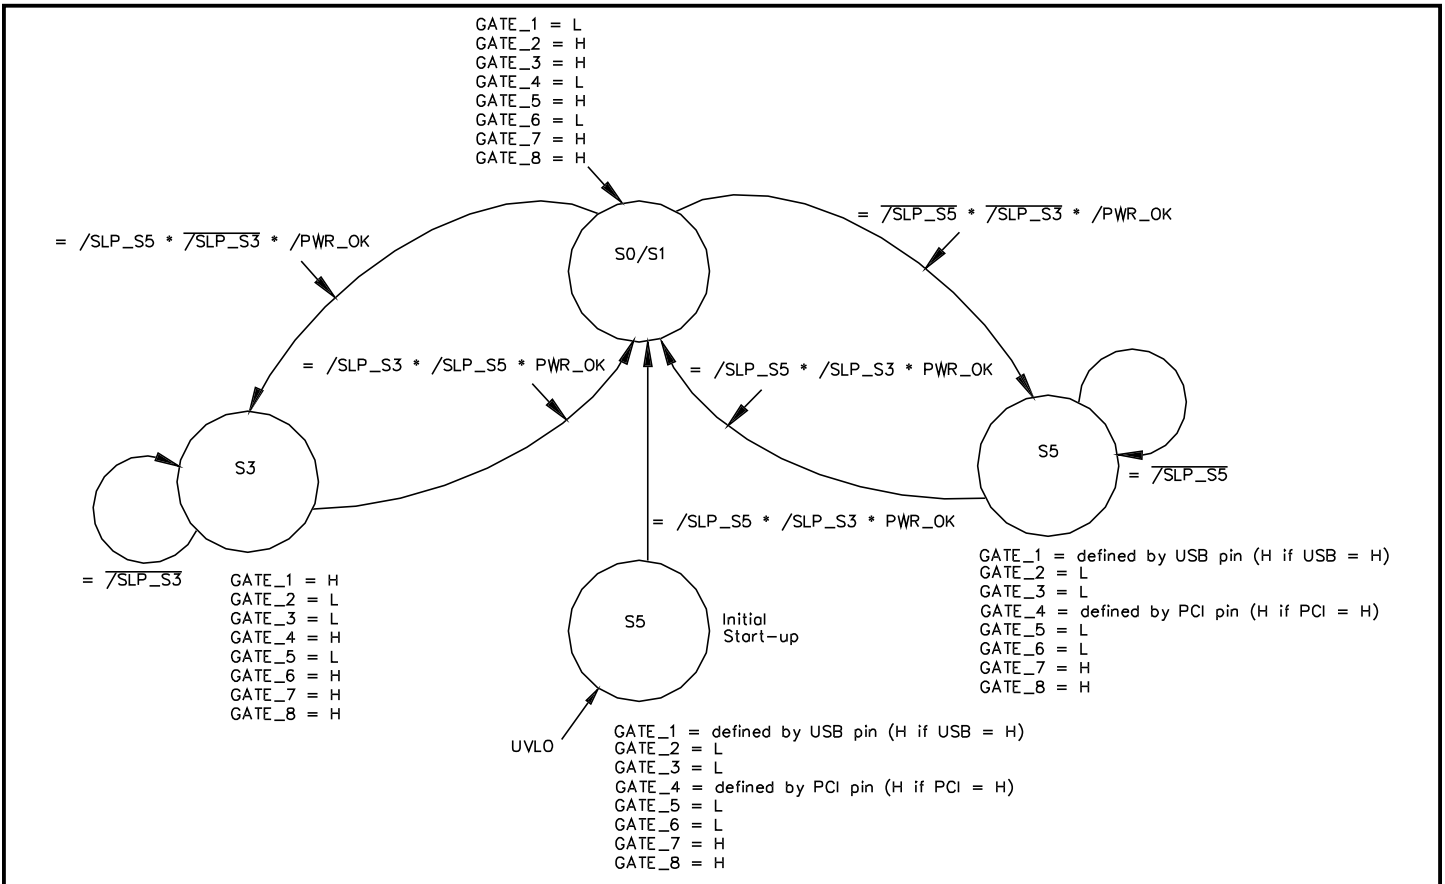 GATE_1 = L
GATE_2 = H
GATE_3 = H
GATE_4 = L
GATE_5 = H
GATE_6 = L
GATE_7 = H
GATE_8 = H
= /SLP_S5 * /SLP_S3 * /PWR_OK
= /SLP_S5 * /SLP_S3 * /PWR_OK
S0/S1
= /SLP_S3 * /SLP_S5 * PWR_OK
= /SLP_S5 * /SLP_S3 * PWR_OK
S3
S5
= /SLP_S5
= /SLP_S5 * /SLP_S3 * PWR_OK
= /SLP_S3
GATE_1 = H
GATE_2 = L
GATE_3 = L
GATE_4 = H
GATE_5 = L
GATE_6 = H
GATE_7 = H
GATE_8 = H
GATE_1 = defined by USB pin (H if USB = H)
GATE_2 = L
GATE_3 = L
GATE_4 = defined by PCI pin (H if PCI = H)
GATE_5 = L
GATE_6 = L
GATE_7 = H
GATE_8 = H
S5
Initial
Start-up
UVLO
GATE_1 = defined by USB pin (H if USB = H)
GATE_2 = L
GATE_3 = L
GATE_4 = defined by PCI pin (H if PCI = H)
GATE_5 = L
GATE_6 = L
GATE_7 = H
GATE_8 = H